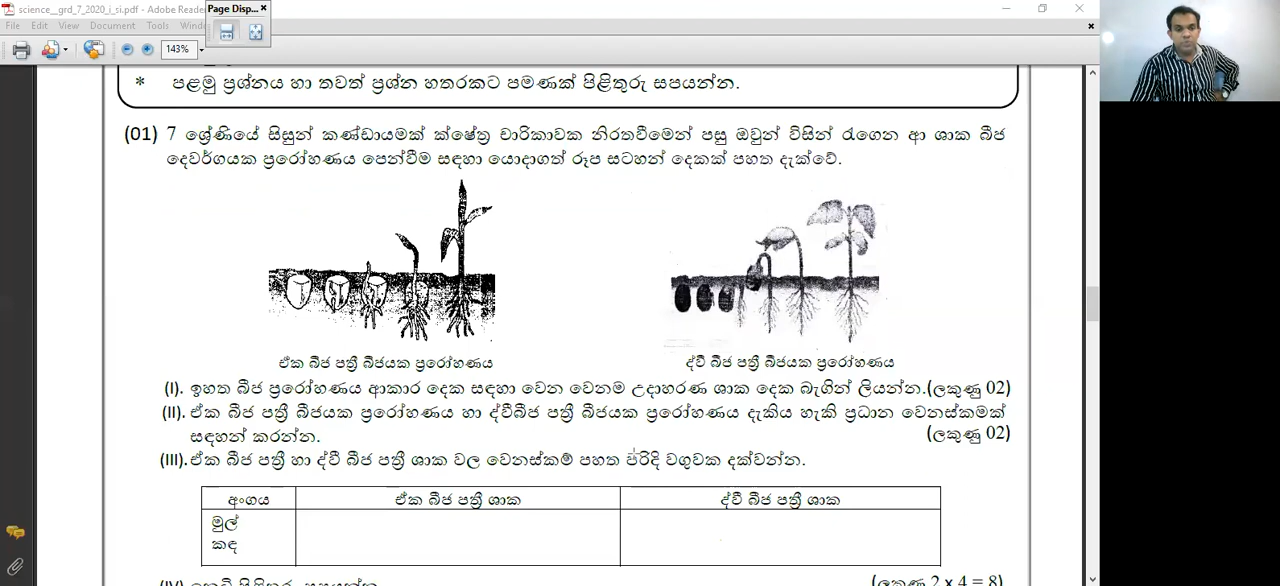 science__grd_7_2020_i_si.pdf - Adobe Reader
Page Disp...
File Edit View Document Tools Window
143%
* පළමු ප්‍රශ්නය හා තවත් ප්‍රශ්න හතරකට පමණක් පිළිතුරු සපයන්න.
(01) 7 ශ්‍රේණියේ සිසුන් කණ්ඩායමක් ක්ෂේත්‍ර චාරිකාවක නිරතවීමෙන් පසු ඔවුන් විසින් රැගෙන ආ ශාක බීජ
දෙවර්ගයක ප්‍රරෝහණය පෙන්වීම සඳහා යොදාගත් රූප සටහන් දෙකක් පහත දැක්වේ.
ඒක බීජ පත්‍රී බීජයක ප්‍රරෝහණය
ද්වී බීජ පත්‍රී බීජයක ප්‍රරෝහණය
(I). ඉහත බීජ ප්‍රරෝහණය ආකාර දෙක සඳහා වෙන වෙනම උදාහරණ ශාක දෙක බැගින් ලියන්න.(ලකුණු 02)
(II). ඒක බීජ පත්‍රී බීජයක ප්‍රරෝහණය හා ද්වීබීජ පත්‍රී බීජයක ප්‍රරෝහණය දැකිය හැකි ප්‍රධාන වෙනස්කමක්
සඳහන් කරන්න. (ලකුණු 02)
(III). ඒක බීජ පත්‍රී හා ද්වී බීජ පත්‍රී ශාක වල වෙනස්කම් පහත පරිදි වගුවක දක්වන්න.
අංගය ඒක බීජ පත්‍රී ශාක ද්වී බීජ පත්‍රී ශාක
මුල්
කඳ
(ලකුණු 2 x 4 = 8)